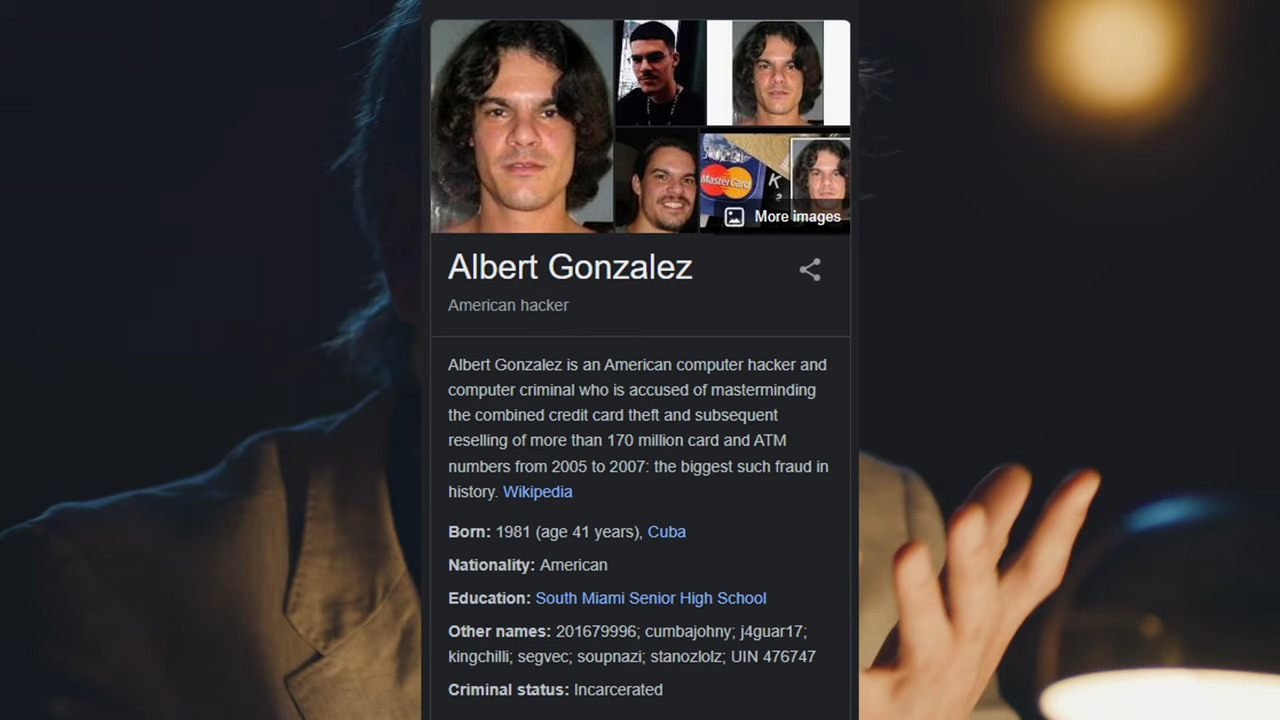 MasterCard
K
More images
Albert Gonzalez
American hacker
Albert Gonzalez is an American computer hacker and
computer criminal who is accused of masterminding
the combined credit card theft and subsequent
reselling of more than 170 million card and ATM
numbers from 2005 to 2007: the biggest such fraud in
history. Wikipedia
Born: 1981 (age 41 years), Cuba
Nationality: American
Education: South Miami Senior High School
Other names: 201679996; cumbajohny; j4guar17;
kingchilli; segvec; soupnazi; stanozlolz; UIN 476747
Criminal status: Incarcerated